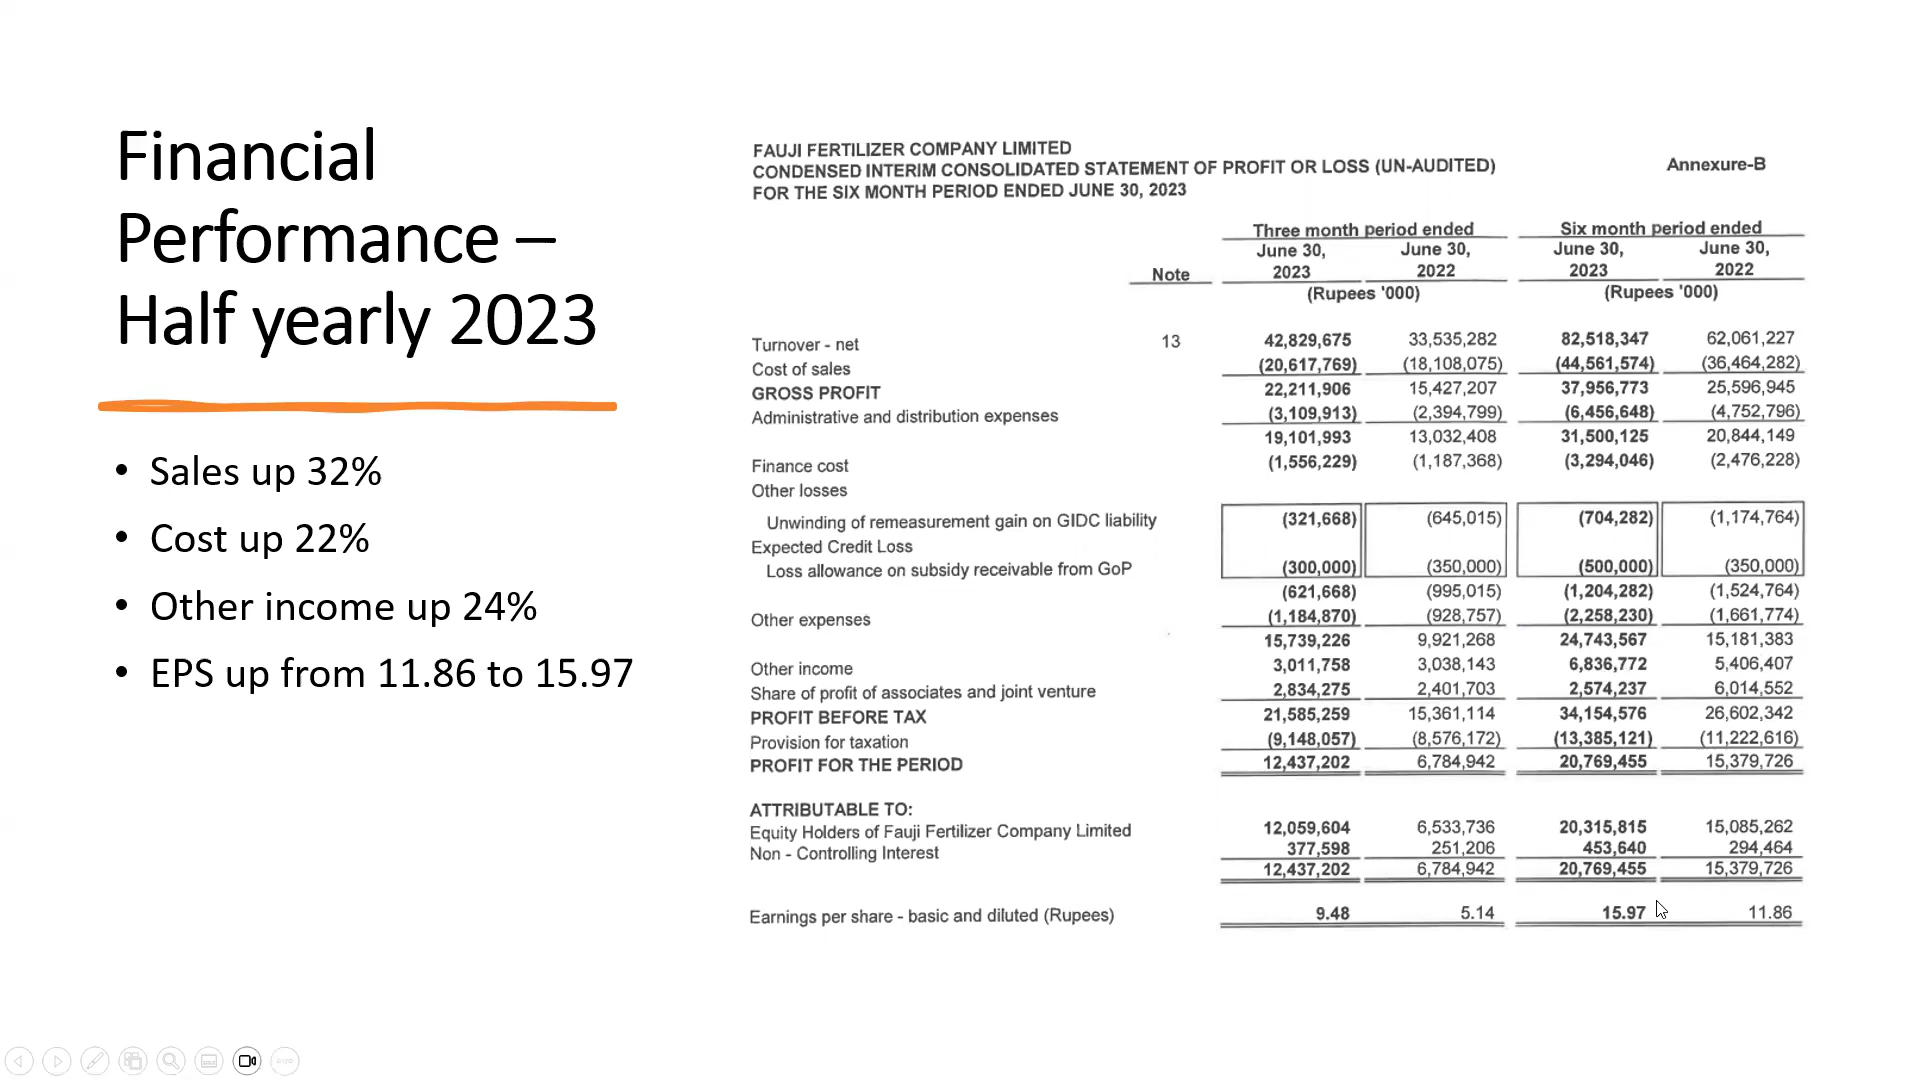 Financial
Performance –
Half yearly 2023
• Sales up 32%
• Cost up 22%
• Other income up 24%
• EPS up from 11.86 to 15.97
FAUJI FERTILIZER COMPANY LIMITED
CONDENSED INTERIM CONSOLIDATED STATEMENT OF PROFIT OR LOSS (UN-AUDITED) Annexure-B
FOR THE SIX MONTH PERIOD ENDED JUNE 30, 2023
Three month period ended Six month period ended
June 30, June 30, June 30, June 30,
Note 2023 2022 2023 2022
(Rupees '000) (Rupees '000)
Turnover - net 13 42,829,675 33,535,282 82,518,347 62,061,227
Cost of sales (20,617,769) (18,108,075) (44,561,574) (36,464,282)
GROSS PROFIT 22,211,906 15,427,207 37,956,773 25,596,945
Administrative and distribution expenses (3,109,913) (2,394,799) (6,456,648) (4,752,796)
19,101,993 13,032,408 31,500,125 20,844,149
Finance cost (1,556,229) (1,187,368) (3,294,046) (2,476,228)
Other losses
Unwinding of remeasurement gain on GIDC liability (321,668) (645,015) (704,282) (1,174,764)
Expected Credit Loss
Loss allowance on subsidy receivable from GoP (300,000) (350,000) (500,000) (350,000)
(621,668) (995,015) (1,204,282) (1,524,764)
Other expenses (1,184,870) (928,757) (2,258,230) (1,661,774)
15,739,226 9,921,268 24,743,567 15,181,383
Other income 3,011,758 3,038,143 6,836,772 5,406,407
Share of profit of associates and joint venture 2,834,275 2,401,703 2,574,237 6,014,552
PROFIT BEFORE TAX 21,585,259 15,361,114 34,154,576 26,602,342
Provision for taxation (9,148,057) (8,576,172) (13,385,121) (11,222,616)
PROFIT FOR THE PERIOD 12,437,202 6,784,942 20,769,455 15,379,726
ATTRIBUTABLE TO:
Equity Holders of Fauji Fertilizer Company Limited 12,059,604 6,533,736 20,315,815 15,085,262
Non - Controlling Interest 377,598 251,206 453,640 294,464
12,437,202 6,784,942 20,769,455 15,379,726
Earnings per share - basic and diluted (Rupees) 9.48 5.14 15.97 11.86